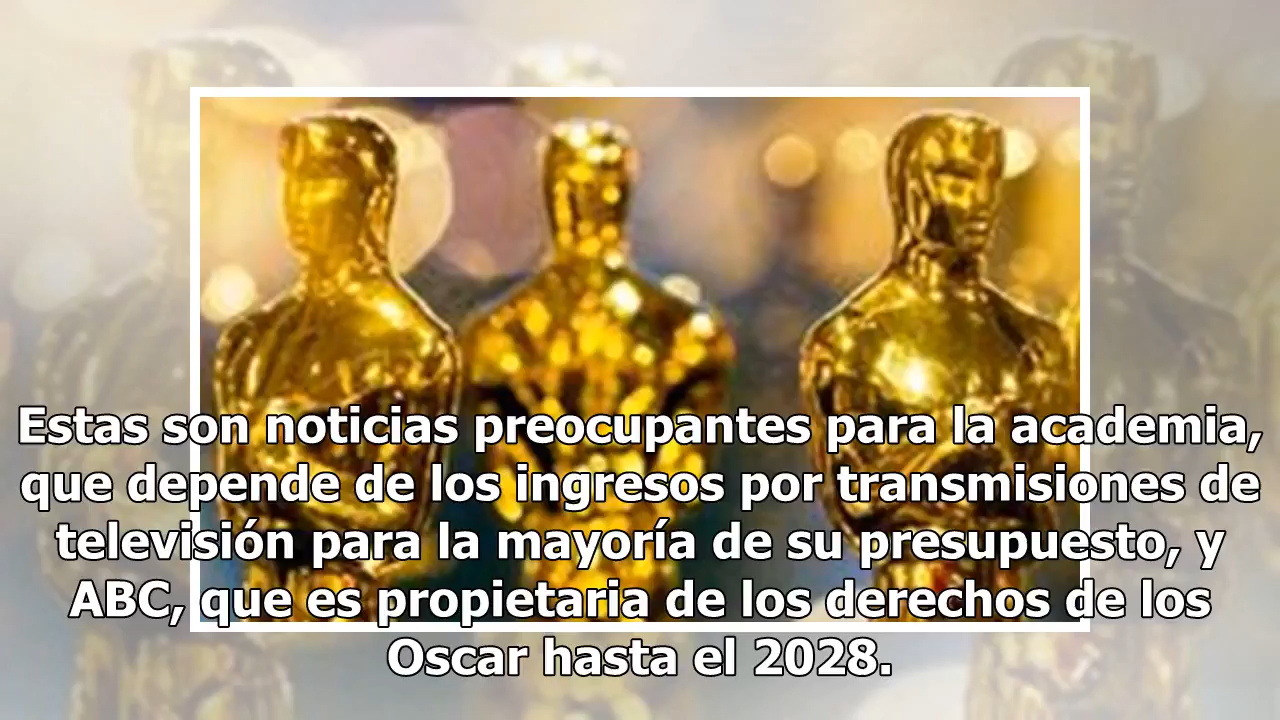 Estas son noticias preocupantes para la academia,
que depende de los ingresos por transmisiones de
televisión para la mayoría de su presupuesto, y
ABC, que es propietaria de los derechos de los
Oscar hasta el 2028.